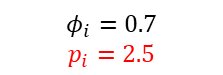 ϕᵢ = 0.7
pᵢ = 2.5